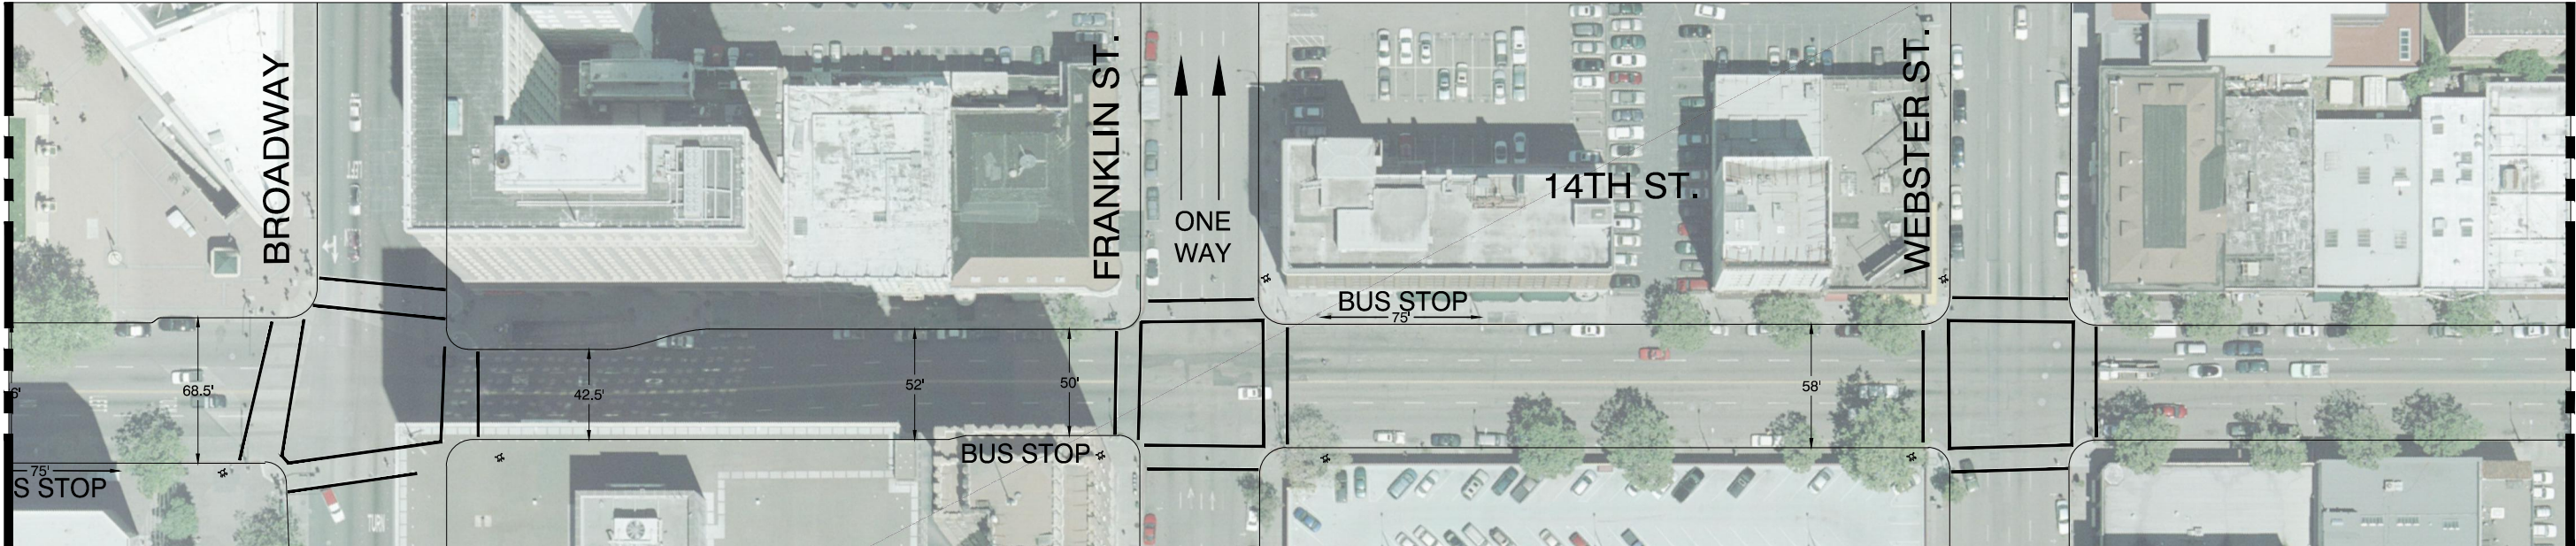 BROADWAY
FRANKLIN ST.
ONE
WAY
14TH ST.
WEBSTER ST.
BUS STOP
75'
68.5'
6'
42.5'
52'
50'
58'
BUS STOP
75'
S STOP
TURN